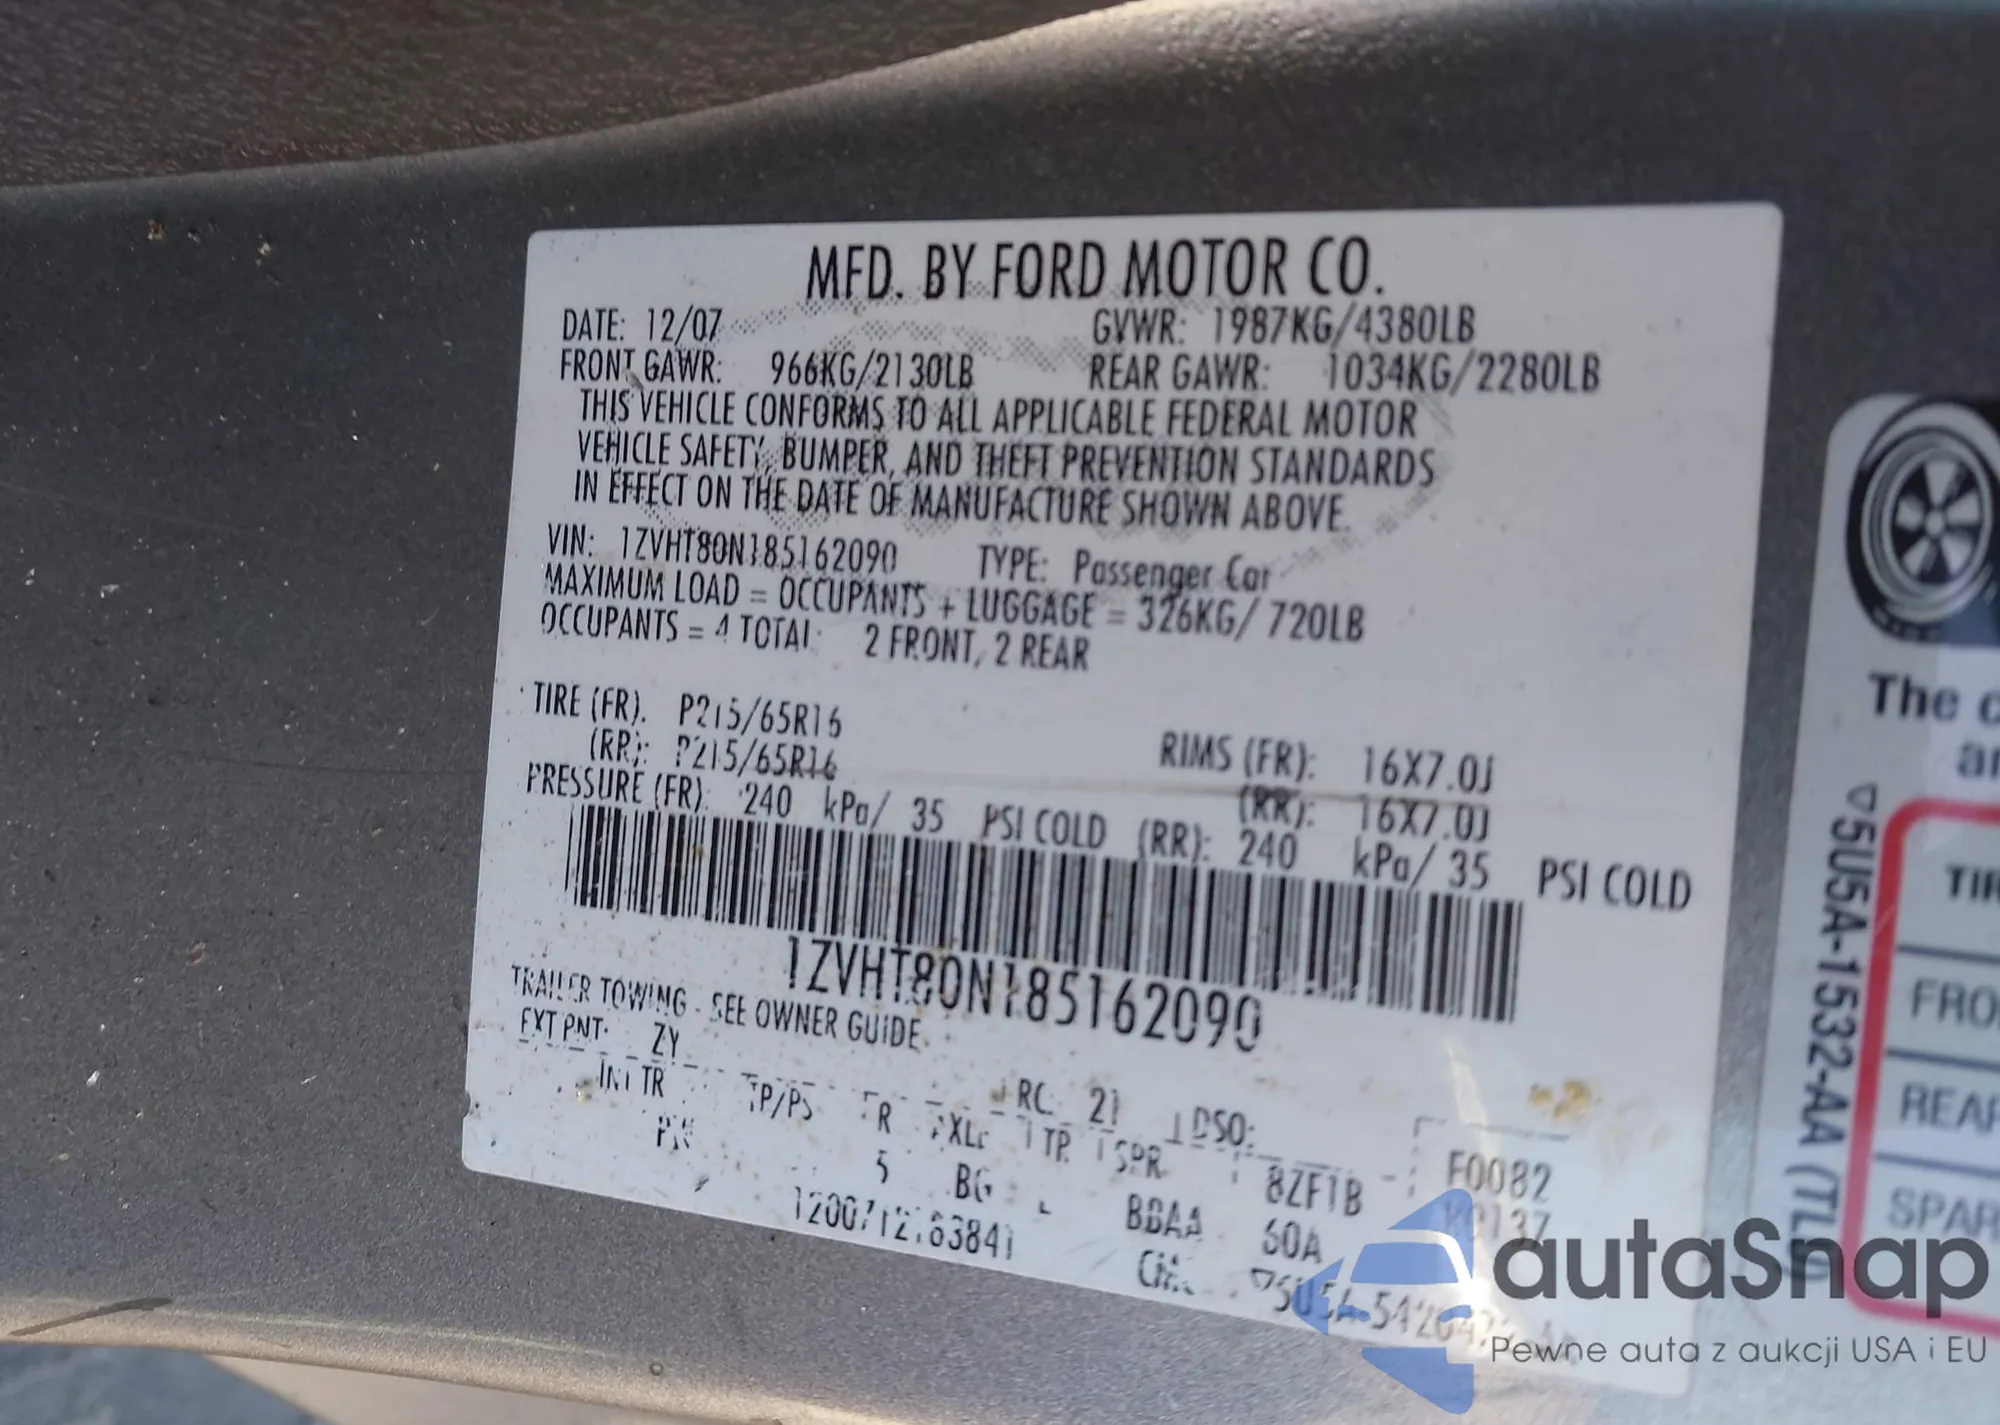 MFD. BY FORD MOTOR CO.
DATE: 12/07 GVWR: 1987KG/4380LB
FRONT GAWR: 966KG/2130LB REAR GAWR: 1034KG/2280LB
THIS VEHICLE CONFORMS TO ALL APPLICABLE FEDERAL MOTOR
VEHICLE SAFETY, BUMPER, AND THEFT PREVENTION STANDARDS
IN EFFECT ON THE DATE OF MANUFACTURE SHOWN ABOVE.
VIN: 1ZVHT80N185162090 TYPE: Passenger Car
MAXIMUM LOAD = OCCUPANTS + LUGGAGE = 326KG/ 720LB
OCCUPANTS = 4 TOTAL: 2 FRONT, 2 REAR
TIRE (FR): P215/65R16 RIMS (FR): 16X7.0J
(RR): P215/65R16 (RR): 16X7.0J
PRESSURE (FR): 240 kPa/ 35 PSI COLD (RR): 240 kPa/ 35 PSI COLD
1ZVHT80N185162090
TRAILER TOWING - SEE OWNER GUIDE
EXT PNT: ZY RC: 21 DSO: F0082
INT TR TP/PS R AXLE TR SPR 8ZFTB
5 BG BBAA 60A
The
5U5A-1532-AA
FRO
REAR
SPAR
autaSnap
Pewne auta z aukcji USA i EU